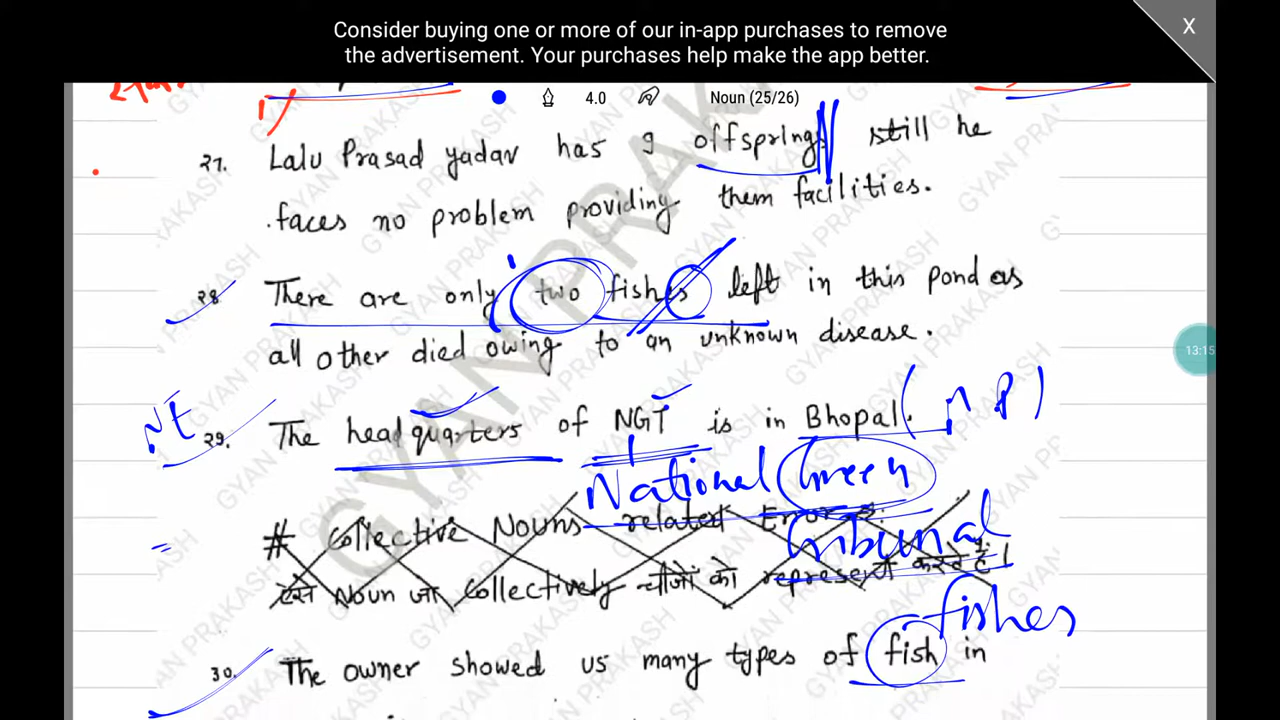 Consider buying one or more of our in-app purchases to remove
the advertisement. Your purchases help make the app better.
X
4.0
Noun (25/26)
27. Lalu Prasad yadav has 9 offsprings still he
faces no problem providing them facilities.
28 There are only two fishes left in this pond as
all other died owing to an unknown disease.
13:15
Nt
29. The headquarters of NGT is in Bhopal. (M P)
National Green
# Collective Nouns related Errors.
Tribunal
ऐसे Noun जो Collectively चीजों को represent करते हैं।
fishes
30. The owner showed us many types of fish in
GYAN PRAKASH